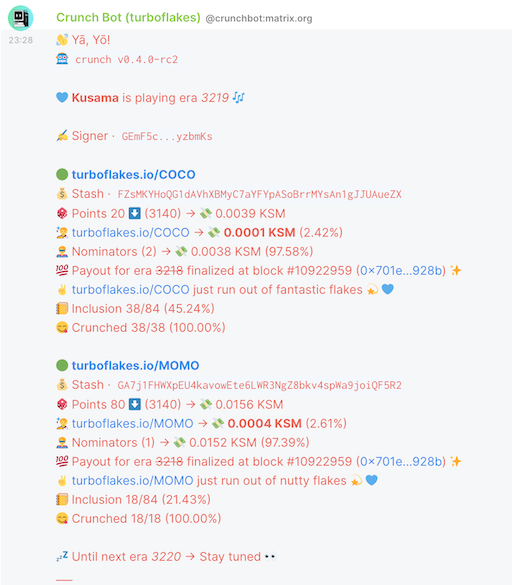 Crunch Bot (turboflakes) @crunchbot:matrix.org
23:28
👋 Yā, Yō!
🤖 crunch v0.4.0-rc2
💙 Kusama is playing era 3219 🎶
✍️ Signer · GEmF5c...yzbmKs
🟢 turboflakes.io/COCO
💰 Stash · FZsMKYHoQG1dAVhXBMyC7aYFYpASoBrrMYsAn1gJJUAueZX
🎲 Points 20 ⬇️ (3140) → 💸 0.0039 KSM
🧑‍🚀 turboflakes.io/COCO → 💸 0.0001 KSM (2.42%)
🦸 Nominators (2) → 💸 0.0038 KSM (97.58%)
💯 Payout for era 3218 finalized at block #10922959 (0×701e...928b) ✨
✌️ turboflakes.io/COCO just run out of fantastic flakes 💫 💙
📒 Inclusion 38/84 (45.24%)
😋 Crunched 38/38 (100.00%)
🟢 turboflakes.io/MOMO
💰 Stash · GA7j1FHWXpEU4kavowEte6LWR3NgZ8bkv4spWa9joiQF5R2
🎲 Points 80 ⬇️ (3140) → 💸 0.0156 KSM
🧑‍🚀 turboflakes.io/MOMO → 💸 0.0004 KSM (2.61%)
🦸 Nominators (1) → 💸 0.0152 KSM (97.39%)
💯 Payout for era 3218 finalized at block #10922959 (0×701e...928b) ✨
✌️ turboflakes.io/MOMO just run out of nutty flakes 💫 💙
📒 Inclusion 18/84 (21.43%)
😋 Crunched 18/18 (100.00%)
💤 Until next era 3220 → Stay tuned 👀
___